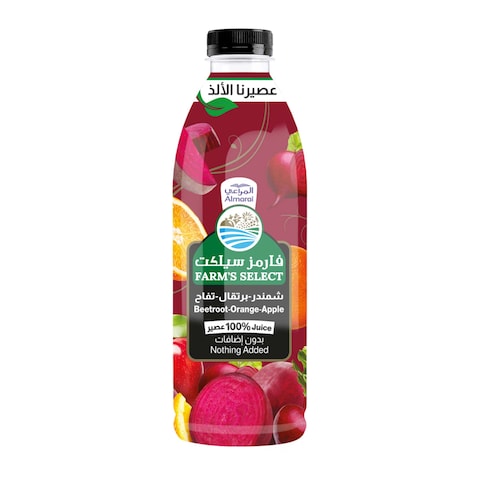 عصيرنا الألذ
المراعي
Almarai
فارمز سيلكت
FARM'S SELECT
شمندر-برتقال-تفاح
Beetroot-Orange-Apple
عصير 100% Juice
بدون إضافات
Nothing Added